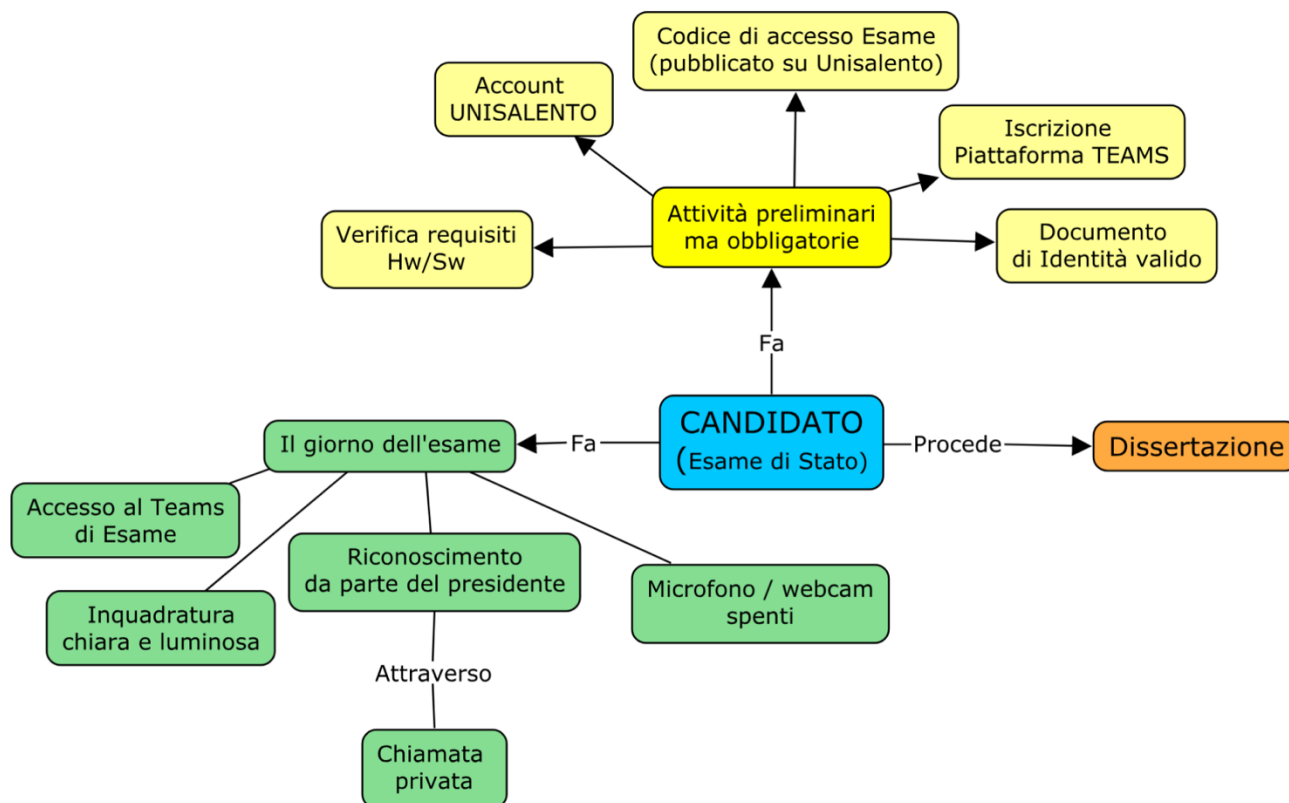 Codice di accesso Esame
(pubblicato su Unisalento)
Account
UNISALENTO
Iscrizione
Piattaforma TEAMS
Attività preliminari
ma obbligatorie
Verifica requisiti
Hw/Sw
Documento
di Identità valido
Fa
CANDIDATO
(Esame di Stato)
Fa
Il giorno dell'esame
Procede
Dissertazione
Accesso al Teams
di Esame
Riconoscimento
da parte del presidente
Microfono / webcam
spenti
Inquadratura
chiara e luminosa
Attraverso
Chiamata
privata